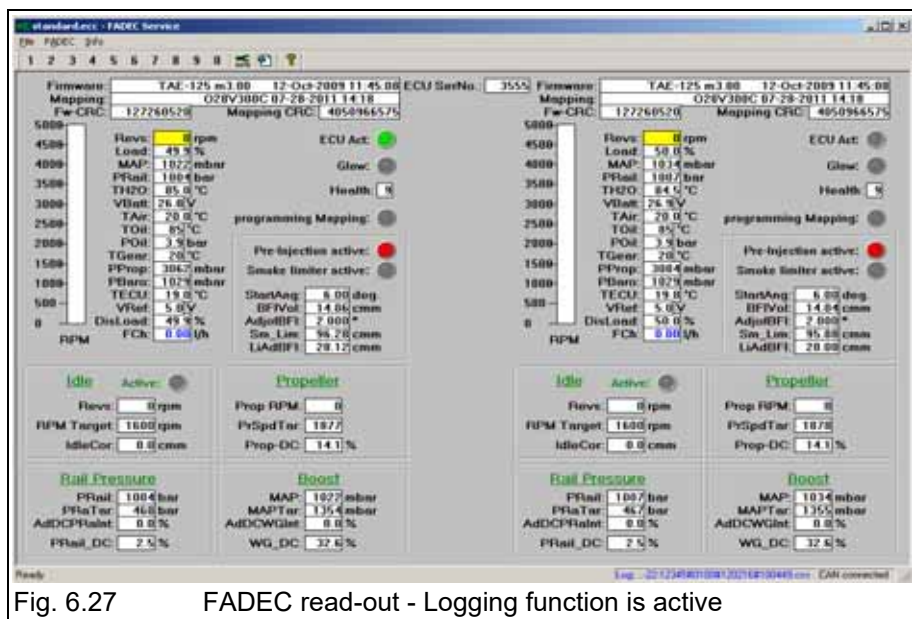 standard.ecc - FADEC Service
File FADEC Info
1 2 3 4 5 6 7 8 9 0 ?
Firmware: TAE-125 m3.00 12-Oct-2009 11.45.08 ECU SerNo.: 3555 Firmware: TAE-125 m3.00 12-Oct-2009 11.45.08
Mapping O28V300C 07-28-2011 14:18 Mapping O28V300C 07-28-2011 14:18
Fw-CRC: 127260520 Mapping CRC: 4050966575 Fw-CRC: 127260520 Mapping CRC: 4050966575
5000 5000
4500 Revs: 0 rpm ECU Act: 4500 Revs: 0 rpm ECU Act:
Load: 49.9 % Load: 50.0 %
4000 MAP: 1022 mbar Glow: 4000 MAP: 1034 mbar Glow:
PRail: 1004 bar PRail: 1007 bar
3500 TH2O: 85.0 °C Health: 9 3500 TH2O: 84.5 °C Health: 9
3000 VBatt: 26.8 V 3000 VBatt: 26.9 V
2500 TAir: 20.0 °C programming Mapping: 2500 TAir: 20.0 °C programming Mapping:
TOil: 85 °C TOil: 85 °C
2000 POil: 3.9 bar Pre-Injection active: 2000 POil: 3.9 bar Pre-Injection active:
TGear: 20 °C TGear: 20 °C
1500 PProp: 3062 mbar Smoke limiter active: 1500 PProp: 3004 mbar Smoke limiter active:
1000 PBaro: 1029 mbar 1000 PBaro: 1029 mbar
TECU: 19.0 °C StartAng: 6.00 deg. TECU: 19.0 °C StartAng: 6.00 deg.
500 VRef: 5.0 V BFIVol: 14.06 cmm 500 VRef: 5.0 V BFIVol: 14.04 cmm
0 DisLoad: 49.9 % AdjofBFI: 2.000 ° 0 DisLoad: 50.0 % AdjofBFI: 2.000 °
RPM FCh: 0.00 l/h Sm_Lim: 96.28 cmm RPM FCh: 0.00 l/h Sm_Lim: cmm
LiAdBFI: 28.12 cmm LiAdBFI: 28.08 cmm
Idle Active: Propeller Idle Active: Propeller
Revs: 0 rpm Prop RPM: 0 Revs: 0 rpm Prop RPM: 0
RPM Target: 1600 rpm PrSpdTar: 1877 RPM Target: 1600 rpm PrSpdTar: 1878
IdleCor: 0.0 cmm Prop-DC: 14.1 % IdleCor: 0.0 cmm Prop-DC: 14.1 %
Rail Pressure Boost Rail Pressure Boost
PRail: 1004 bar MAP: 1022 mbar PRail: 1007 bar MAP: 1034 mbar
PRaTar: 468 bar MAPTar: 1354 mbar PRaTar: 467 bar MAPTar: 1355 mbar
AdDCPRaInt: 0.0 % AdDCWGInt: 0.0 % AdDCPRaInt: 0.0 % AdDCWGInt: 0.0 %
PRail_DC: 2.5 % WG_DC: 32.6 % PRail_DC: 2.5 % WG_DC: 32.6 %
Ready Log: CAN connected
Fig. 6.27 FADEC read-out - Logging function is active